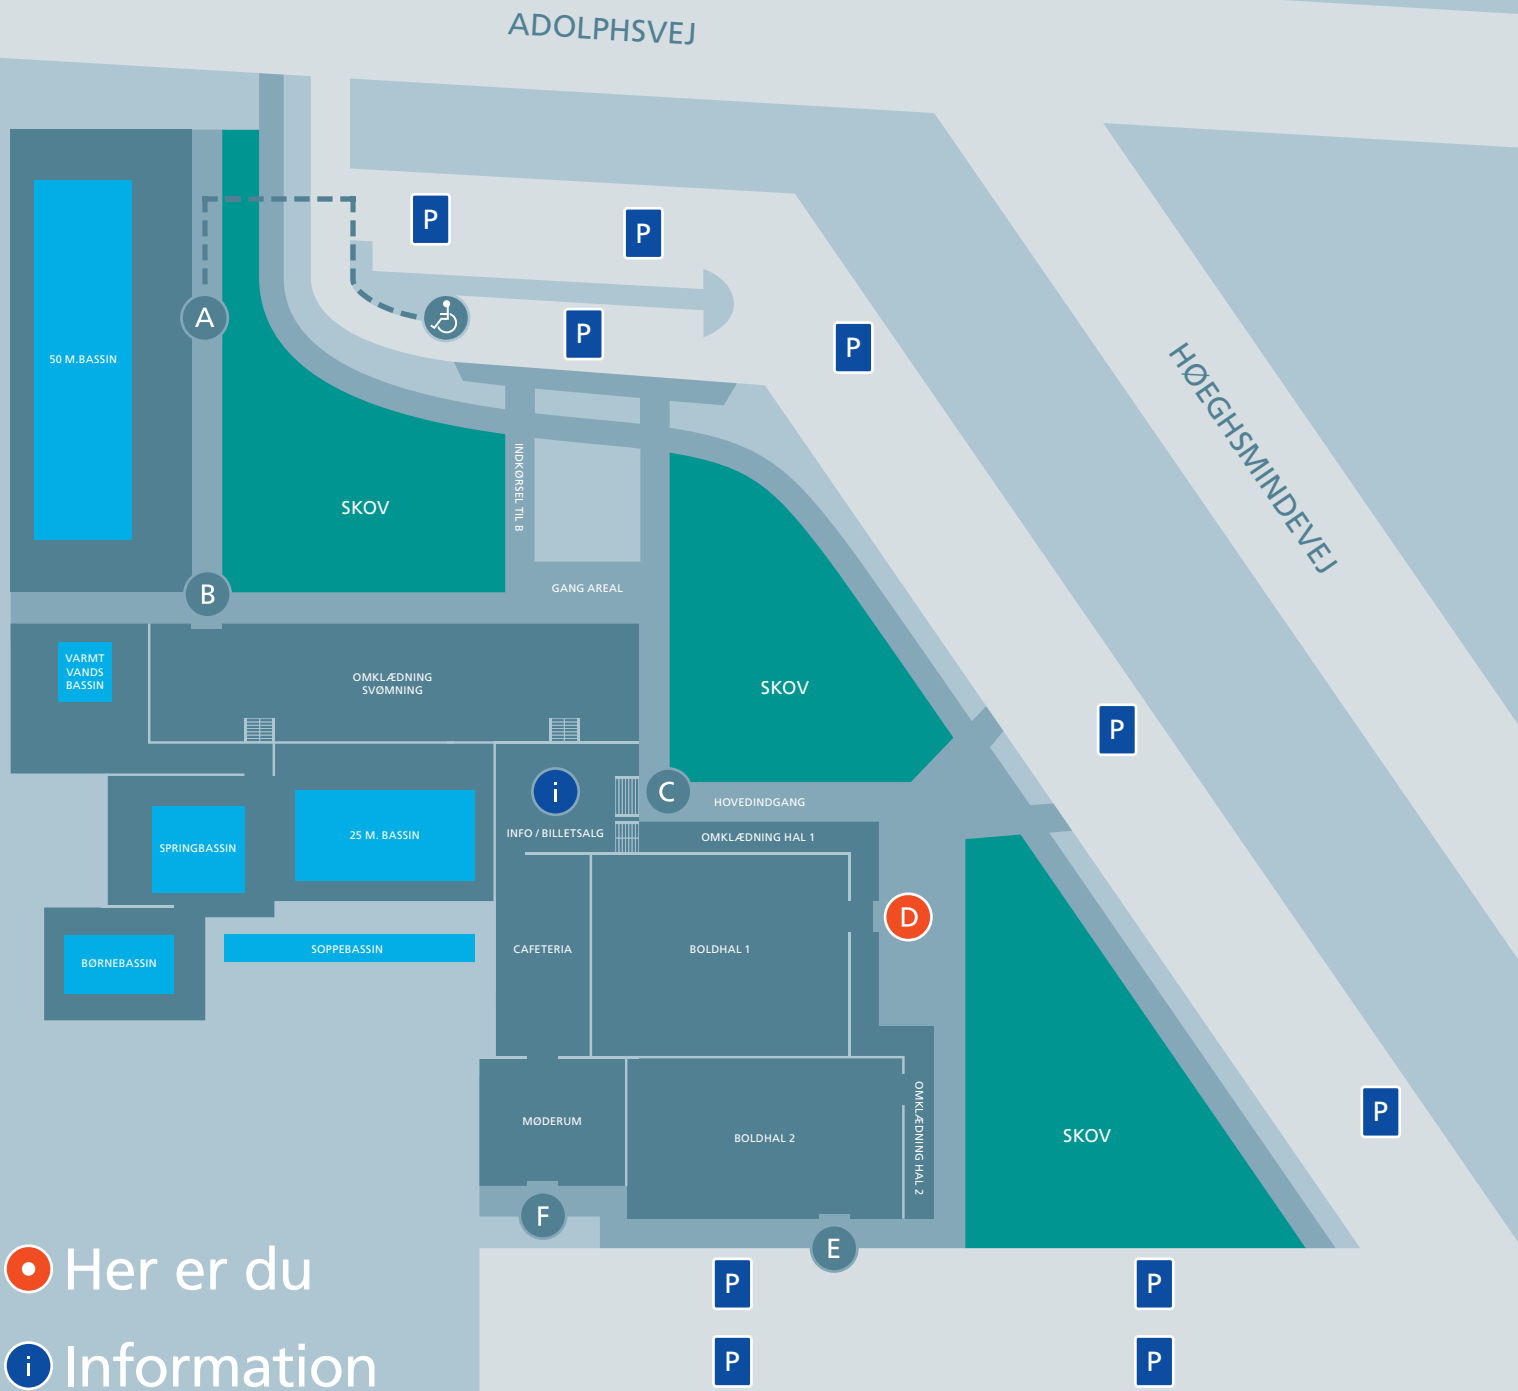 ADOLPHSVEJ
P
P
A
P
P
50 M.BASSIN
HØEGHSMINDEVEJ
INDKØRSEL TIL B
SKOV
B
GANG AREAL
VARMT
VANDS
BASSIN
OMKLÆDNING
SVØMNING
SKOV
P
i
C
HOVEDINDGANG
INFO / BILLETSALG
OMKLÆDNING HAL 1
SPRINGBASSIN
25 M. BASSIN
D
SOPPEBASSIN
CAFETERIA
BOLDHAL 1
BØRNEBASSIN
P
MØDERUM
BOLDHAL 2
OMKLÆDNING HAL 2
SKOV
F
E
Her er du
P
P
i Information
P
P